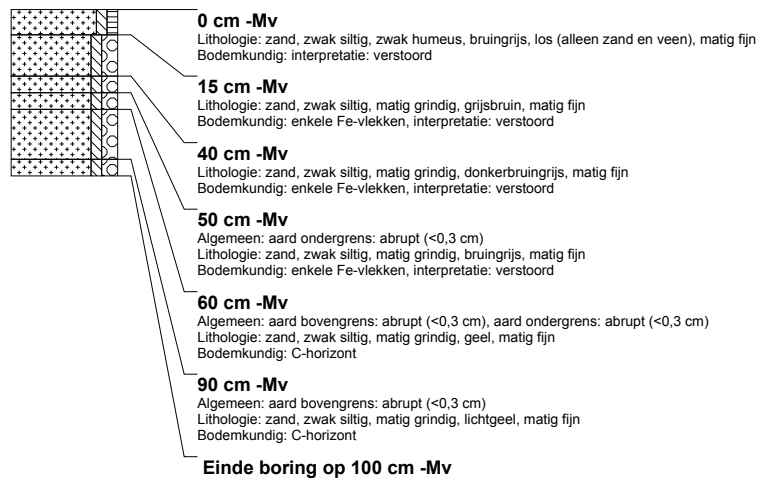 0 cm -Mv
Lithologie: zand, zwak siltig, zwak humeus, bruingrijs, los (alleen zand en veen), matig fijn
Bodemkundig: interpretatie: verstoord
15 cm -Mv
Lithologie: zand, zwak siltig, matig grindig, grijsbruin, matig fijn
Bodemkundig: enkele Fe-vlekken, interpretatie: verstoord
40 cm -Mv
Lithologie: zand, zwak siltig, matig grindig, donkerbruingrijs, matig fijn
Bodemkundig: enkele Fe-vlekken, interpretatie: verstoord
50 cm -Mv
Algemeen: aard ondergrens: abrupt (<0,3 cm)
Lithologie: zand, zwak siltig, matig grindig, bruingrijs, matig fijn
Bodemkundig: enkele Fe-vlekken, interpretatie: verstoord
60 cm -Mv
Algemeen: aard bovengrens: abrupt (<0,3 cm), aard ondergrens: abrupt (<0,3 cm)
Lithologie: zand, zwak siltig, matig grindig, geel, matig fijn
Bodemkundig: C-horizont
90 cm -Mv
Algemeen: aard bovengrens: abrupt (<0,3 cm)
Lithologie: zand, zwak siltig, matig grindig, lichtgeel, matig fijn
Bodemkundig: C-horizont
Einde boring op 100 cm -Mv